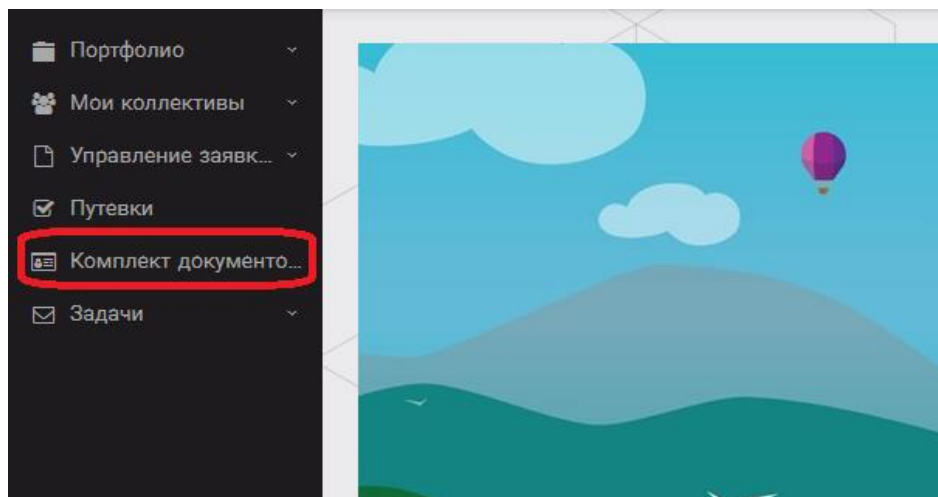 Портфолио
Мои коллективы
Управление заявк...
Путевки
Комплект документо...
Задачи